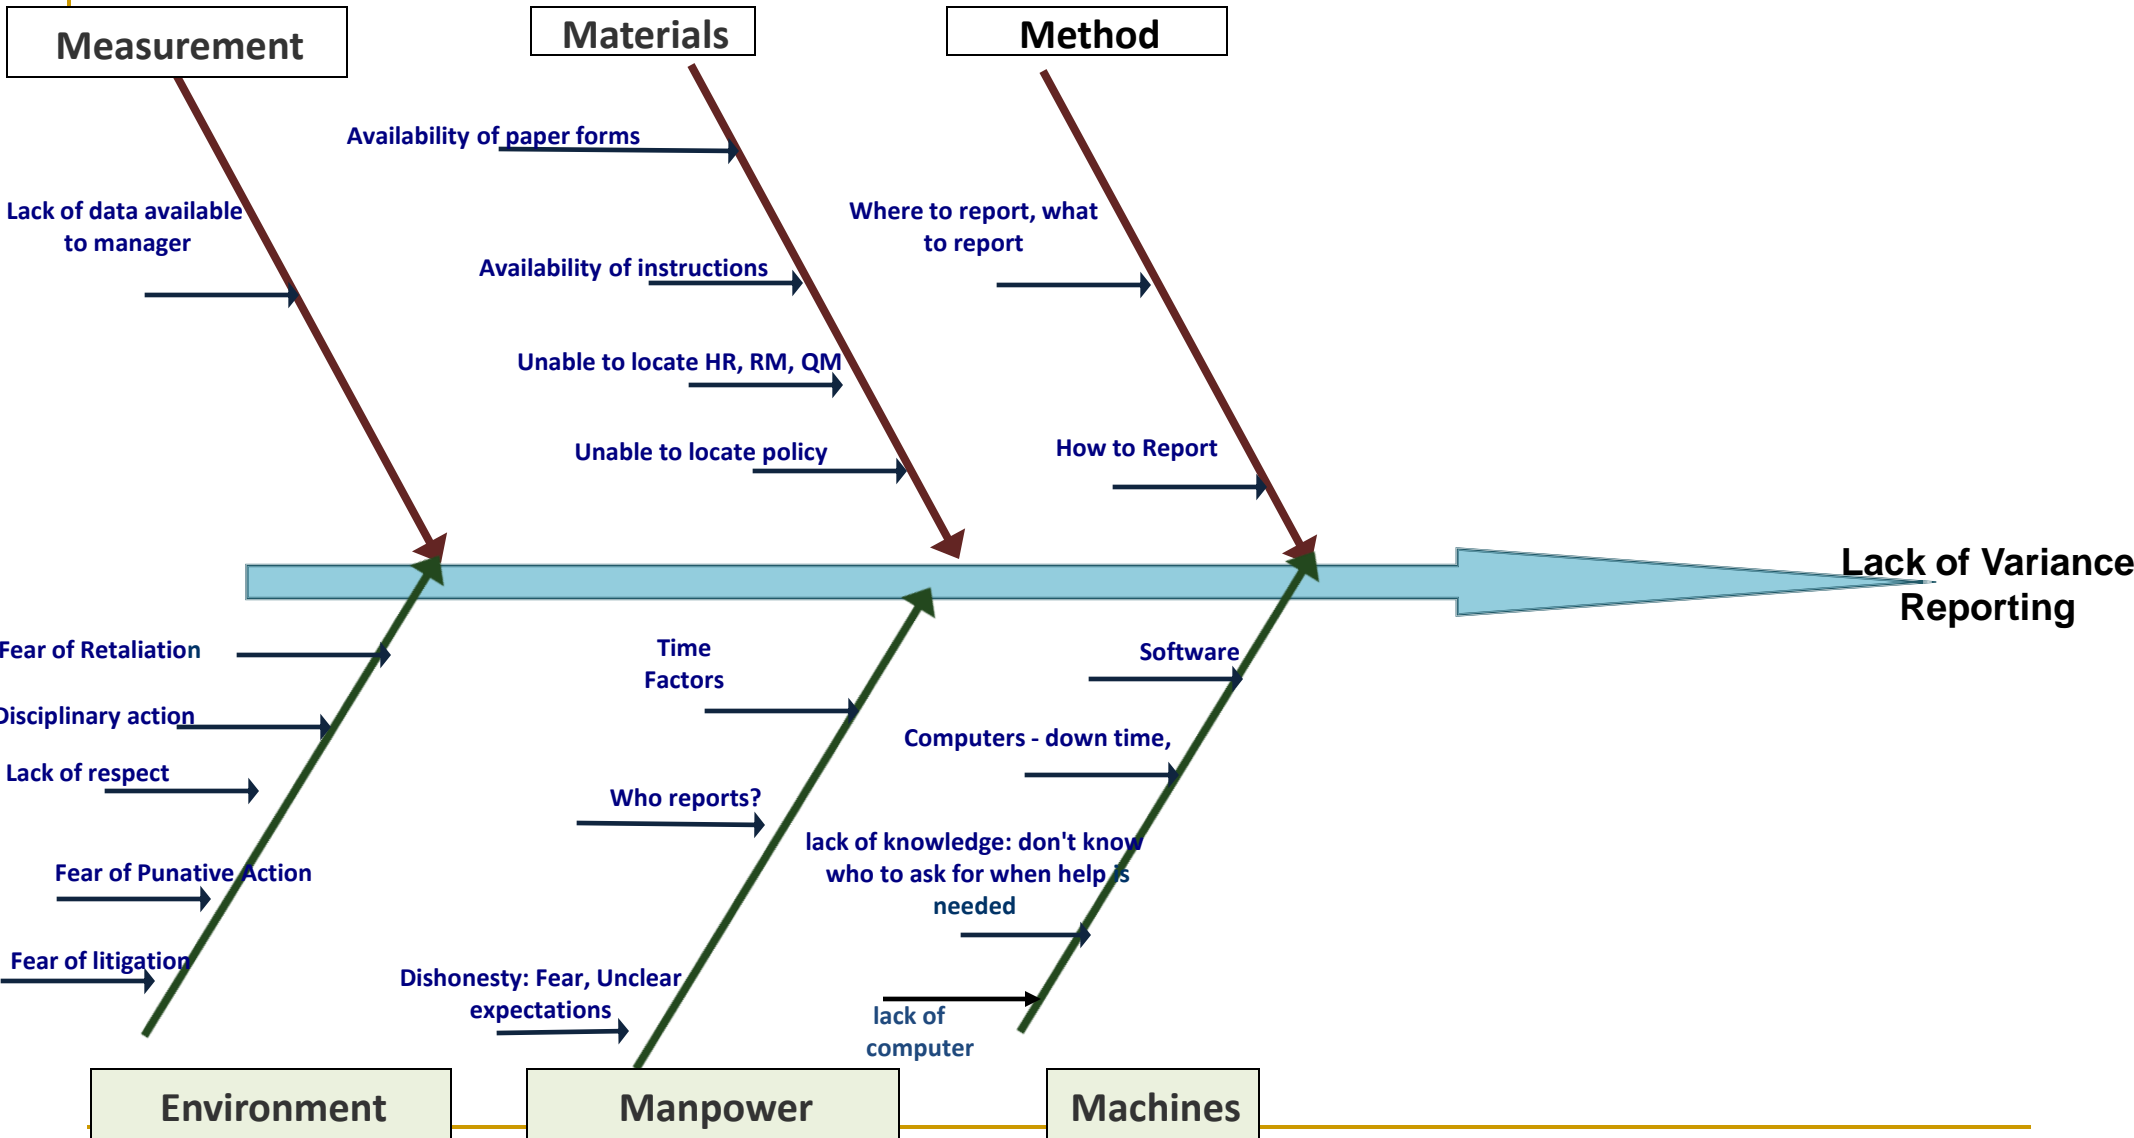 Measurement
Materials
Method
Availability of paper forms
Lack of data available
to manager
Where to report, what
to report
Availability of instructions
Unable to locate HR, RM, QM
Unable to locate policy
How to Report
Lack of Variance
Reporting
Fear of Retaliation
Disciplinary action
Lack of respect
Fear of Punative Action
Fear of litigation
Time
Factors
Who reports?
Dishonesty: Fear, Unclear
expectations
Software
Computers - down time,
lack of knowledge: don't know
who to ask for when help is
needed
lack of
computer
Environment
Manpower
Machines